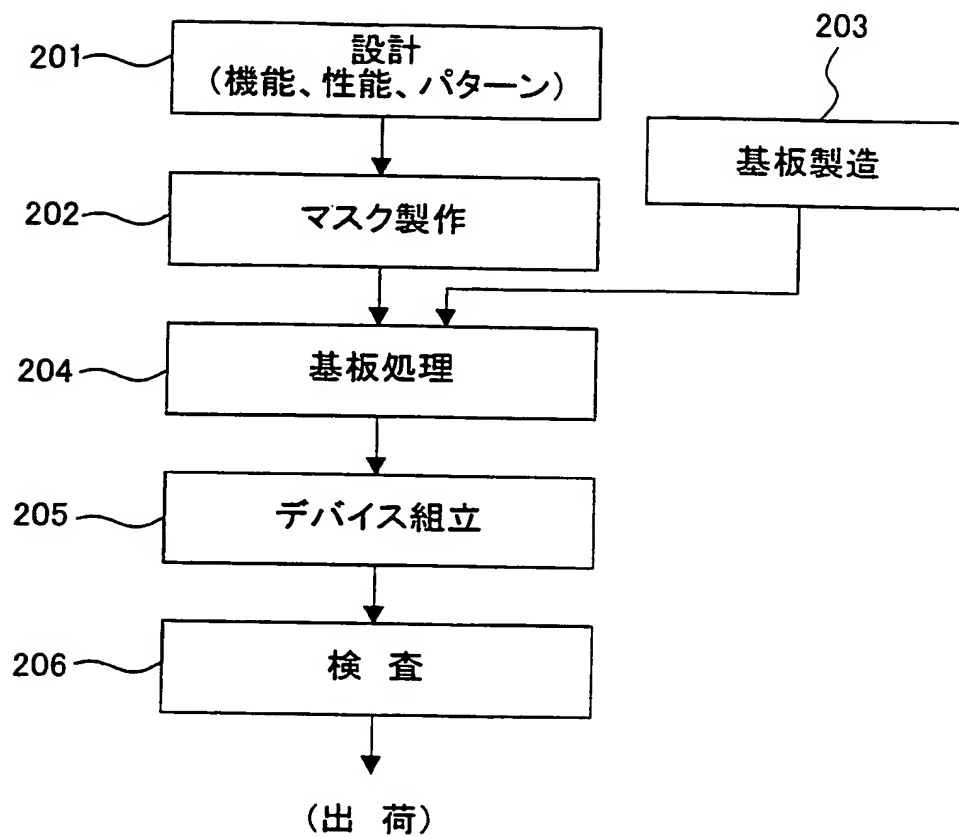 201
設計
(機能、性能、パターン)
203
基板製造
202
マスク製作
204
基板処理
205
デバイス組立
206
検 査
(出 荷)